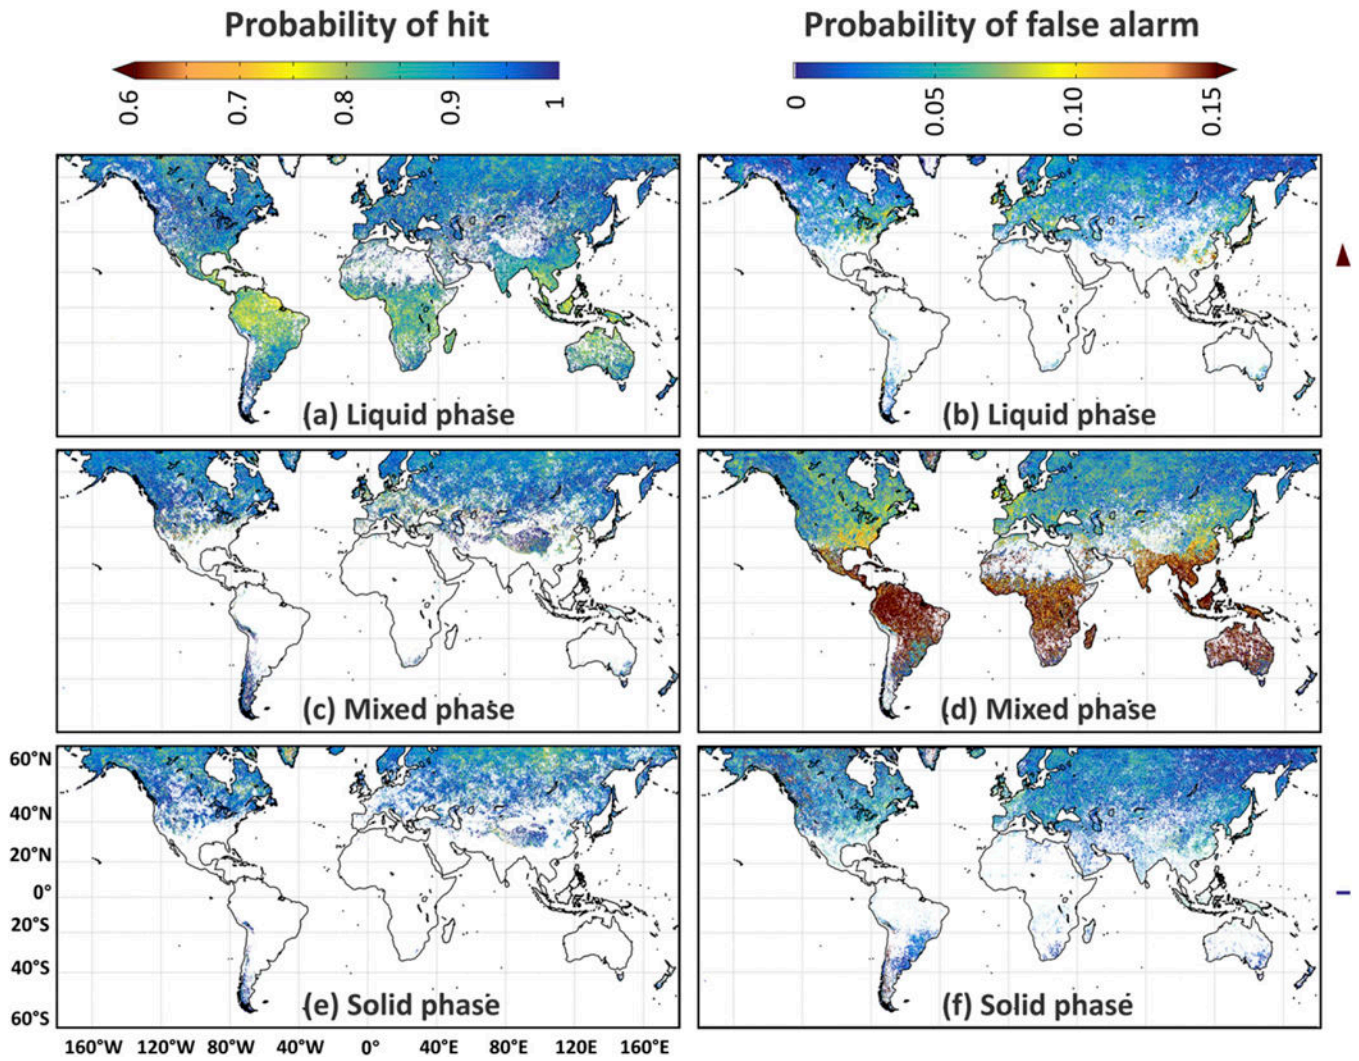 Probability of hit
Probability of false alarm
0.6 0.7 0.8 0.9 1
0 0.05 0.10 0.15
(a) Liquid phase
(b) Liquid phase
(c) Mixed phase
(d) Mixed phase
60°N
40°N
20°N
0°
20°S
40°S
60°S
(e) Solid phase
(f) Solid phase
160°W 120°W 80°W 40°W 0° 40°E 80°E 120E 160°E